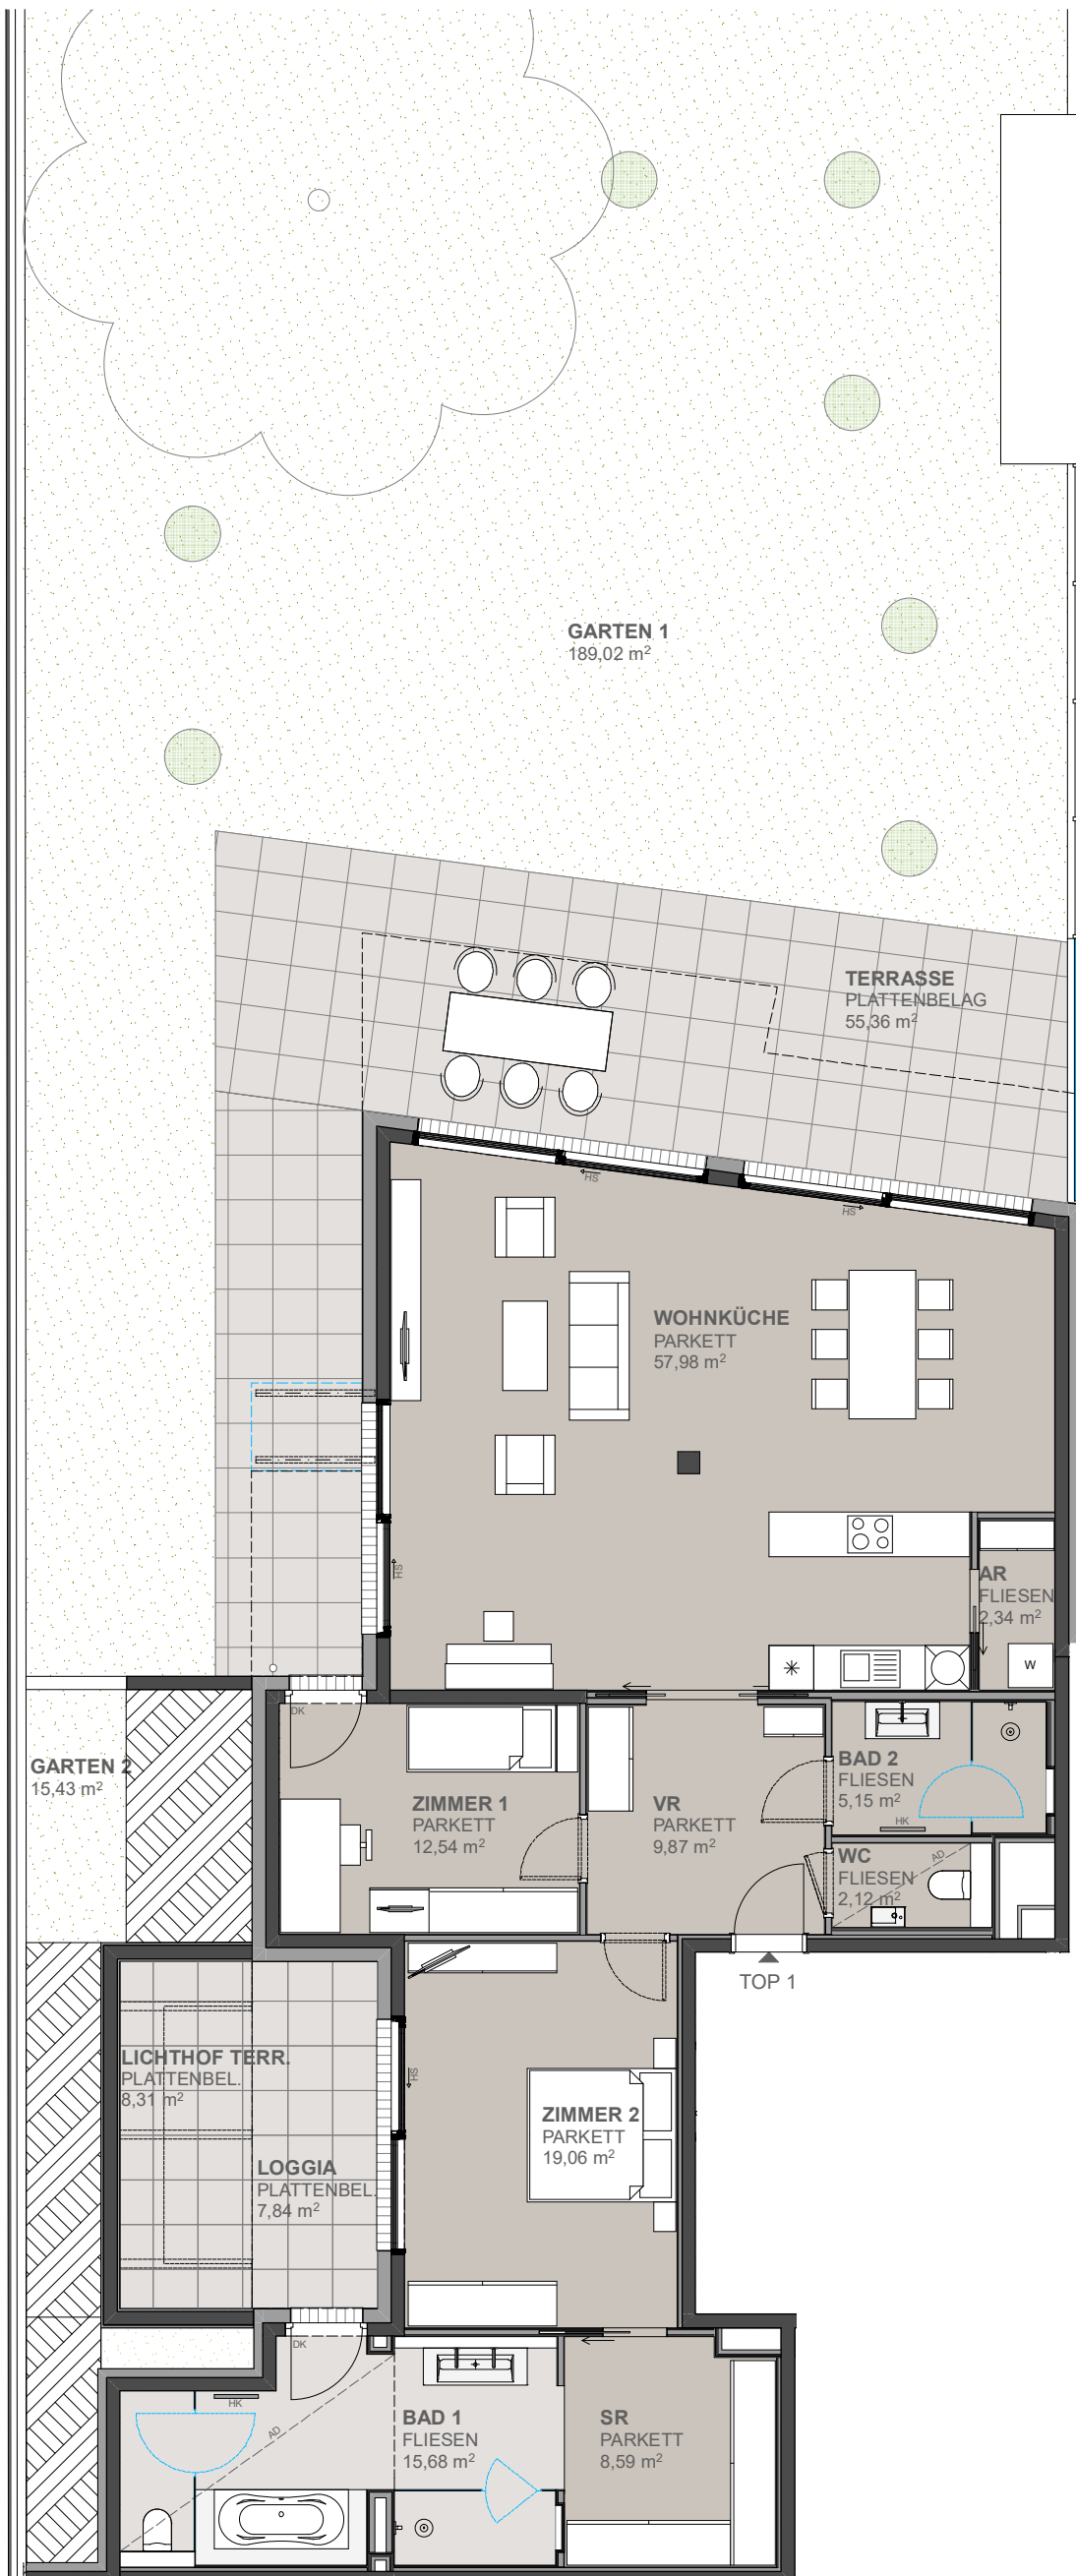 GARTEN 1
189,02 m²
TERRASSE
PLATTENBELAG
55,36 m²
HS
HS
WOHNKÜCHE
PARKETT
57,98 m²
HS
AR
FLIESEN
2,34 m²
W
DK
GARTEN 2
15,43 m²
ZIMMER 1
PARKETT
12,54 m²
VR
PARKETT
9,87 m²
BAD 2
FLIESEN
5,15 m²
HK
WC
FLIESEN
2,12 m²
AD
TOP 1
LICHTHOF TERR.
PLATTENBEL.
8,31 m²
HS
ZIMMER 2
PARKETT
19,06 m²
LOGGIA
PLATTENBEL.
7,84 m²
DK
HK
AD
BAD 1
FLIESEN
15,68 m²
SR
PARKETT
8,59 m²